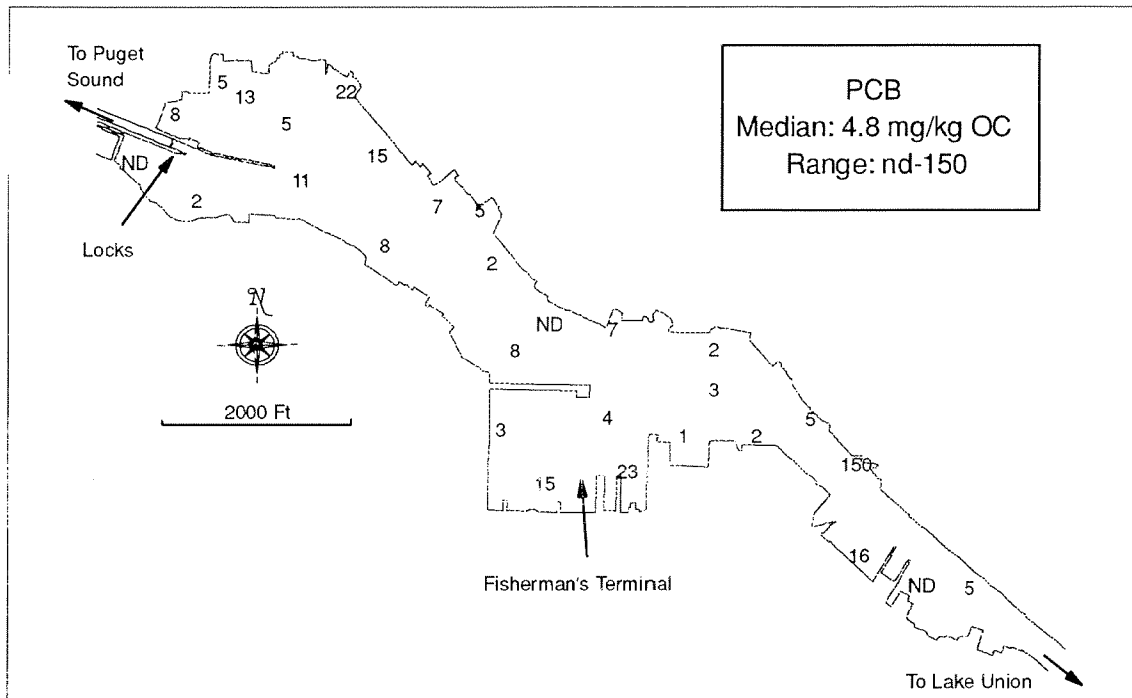 To Puget
Sound
PCB
Median: 4.8 mg/kg OC
Range: nd-150
5
13
22
8
5
15
ND
11
2
7
5
Locks
8
2
N
ND
7
8
2
2000 Ft
3
3
4
5
1
2
150
15
23
16
Fisherman's Terminal
ND
5
To Lake Union